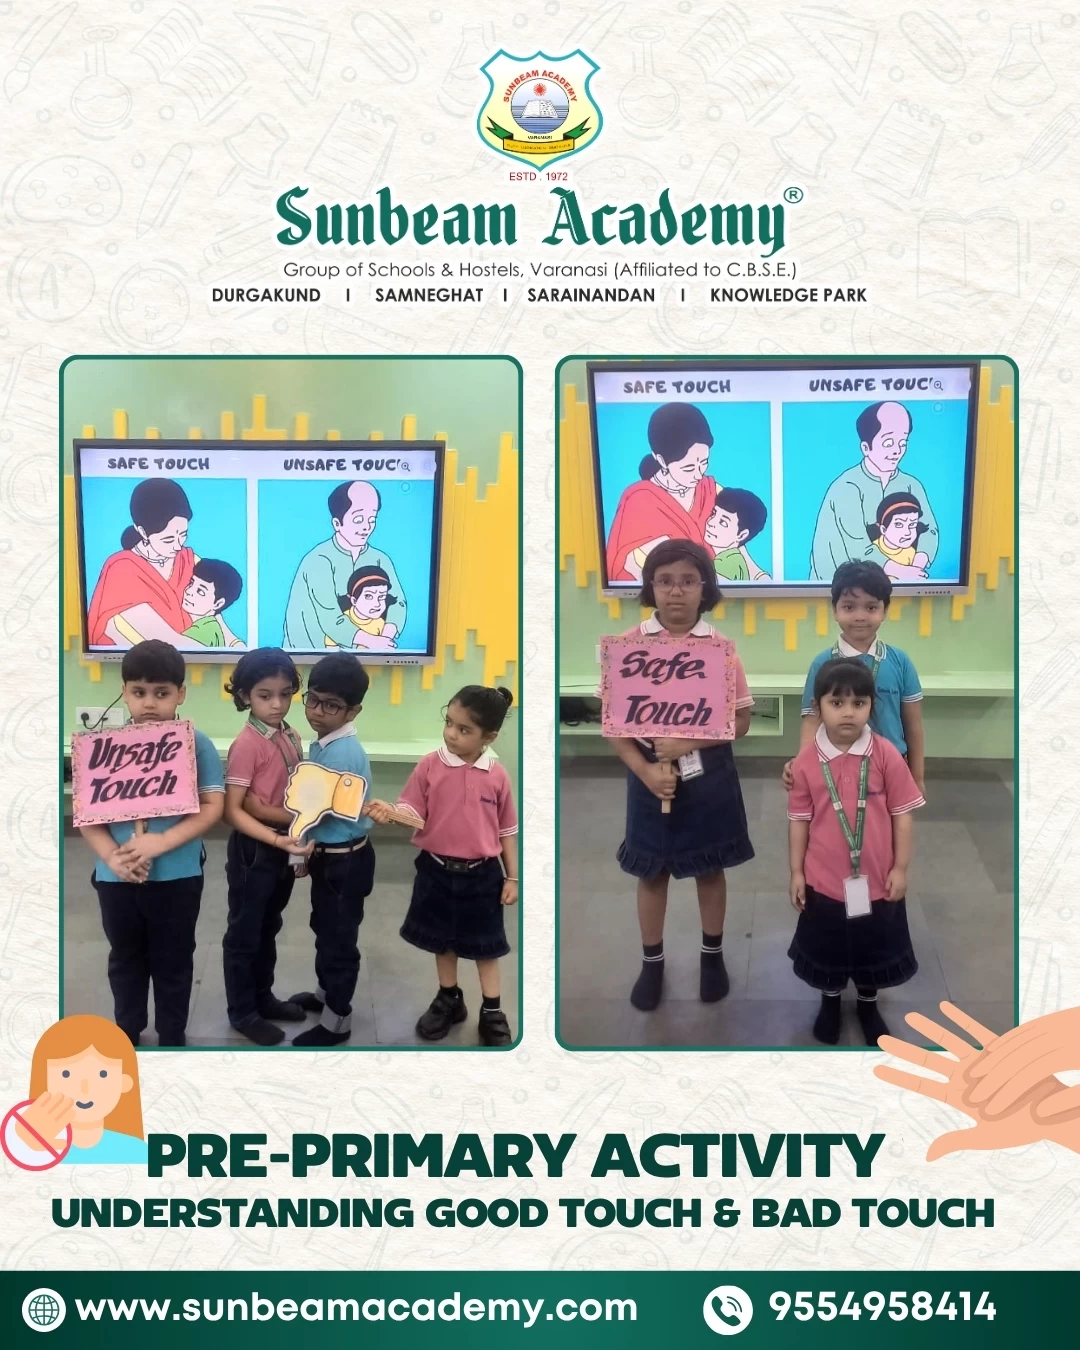 SUNBEAM ACADEMY
VARANASI
ESTD . 1972
Sunbeam Academy®
Group of Schools & Hostels, Varanasi (Affiliated to C.B.S.E.)
DURGAKUND I SAMNEGHAT I SARAINANDAN I KNOWLEDGE PARK
SAFE TOUCH UNSAFE TOUC
Unsafe
Touch
SAFE TOUCH UNSAFE TOUC
Safe
Touch
PRE-PRIMARY ACTIVITY
UNDERSTANDING GOOD TOUCH & BAD TOUCH
www.sunbeamacademy.com 9554958414